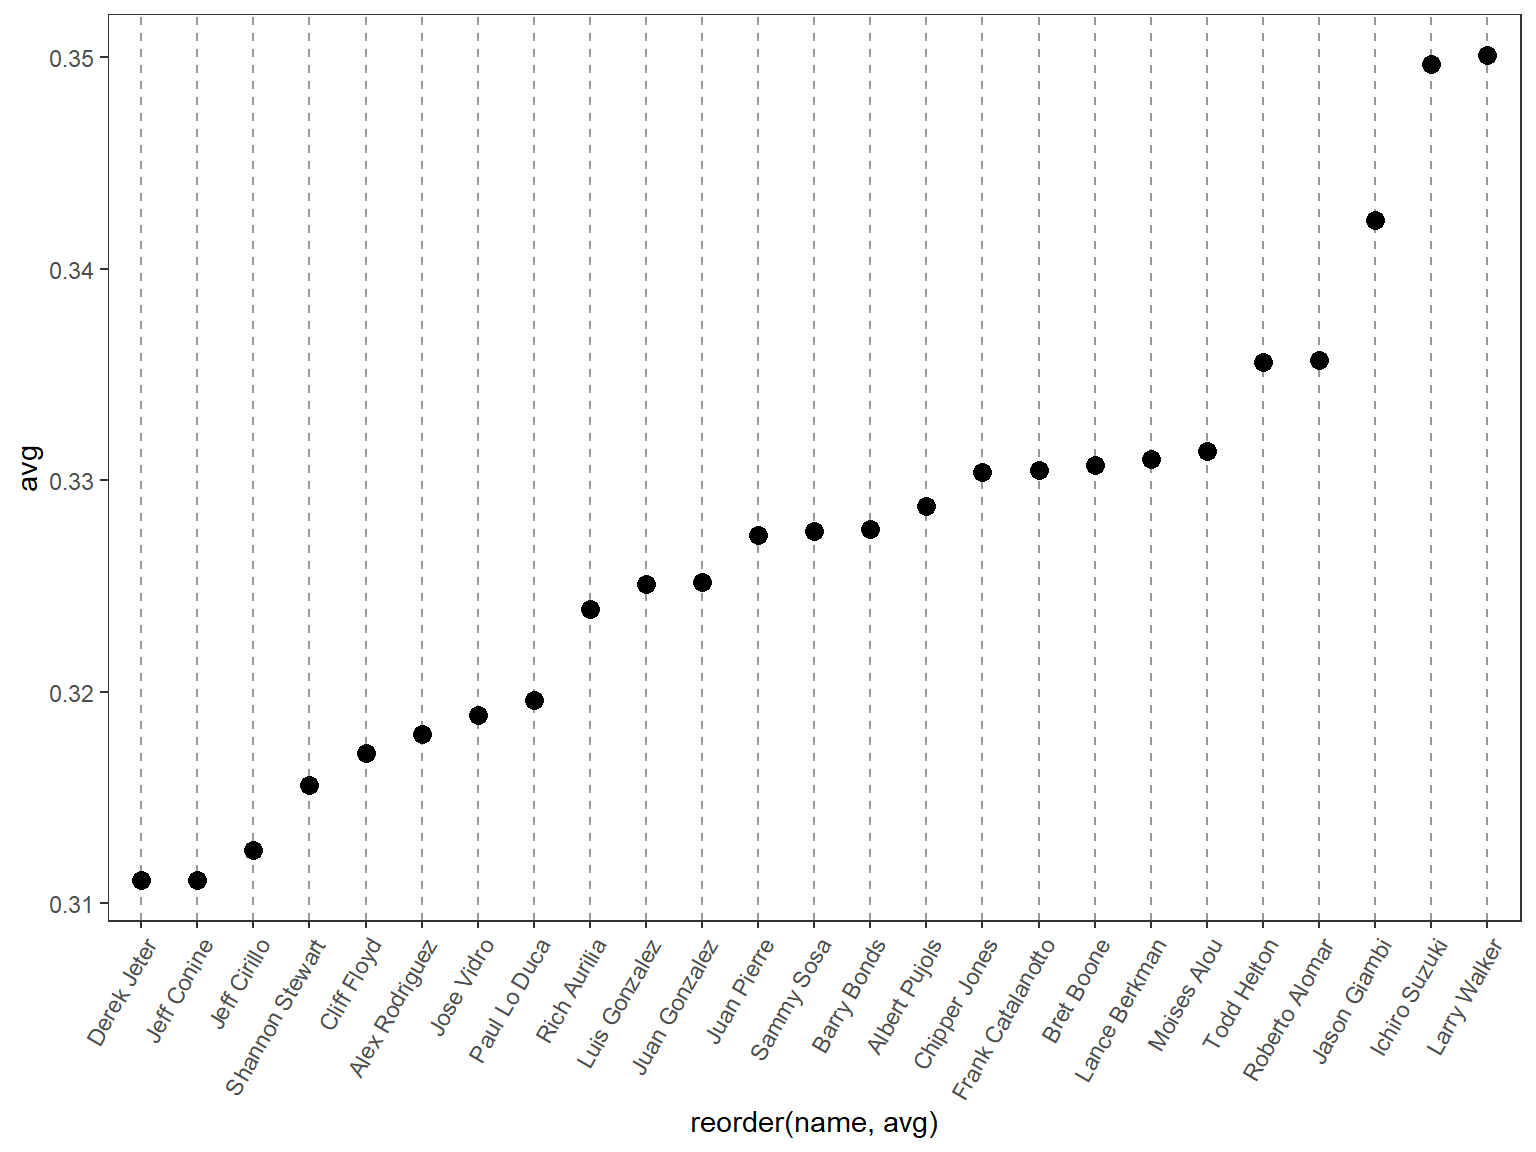 0.35
0.34
0.33
0.32
0.31
avg
Derek Jeter
Jeff Conine
Jeff Cirillo
Shannon Stewart
Cliff Floyd
Alex Rodriguez
Jose Vidro
Paul Lo Duca
Rich Aurilia
Luis Gonzalez
Juan Gonzalez
Juan Pierre
Sammy Sosa
Barry Bonds
Albert Pujols
Chipper Jones
Frank Catalanotto
Bret Boone
Lance Berkman
Moises Alou
Todd Helton
Roberto Alomar
Jason Giambi
Ichiro Suzuki
Larry Walker
reorder(name, avg)